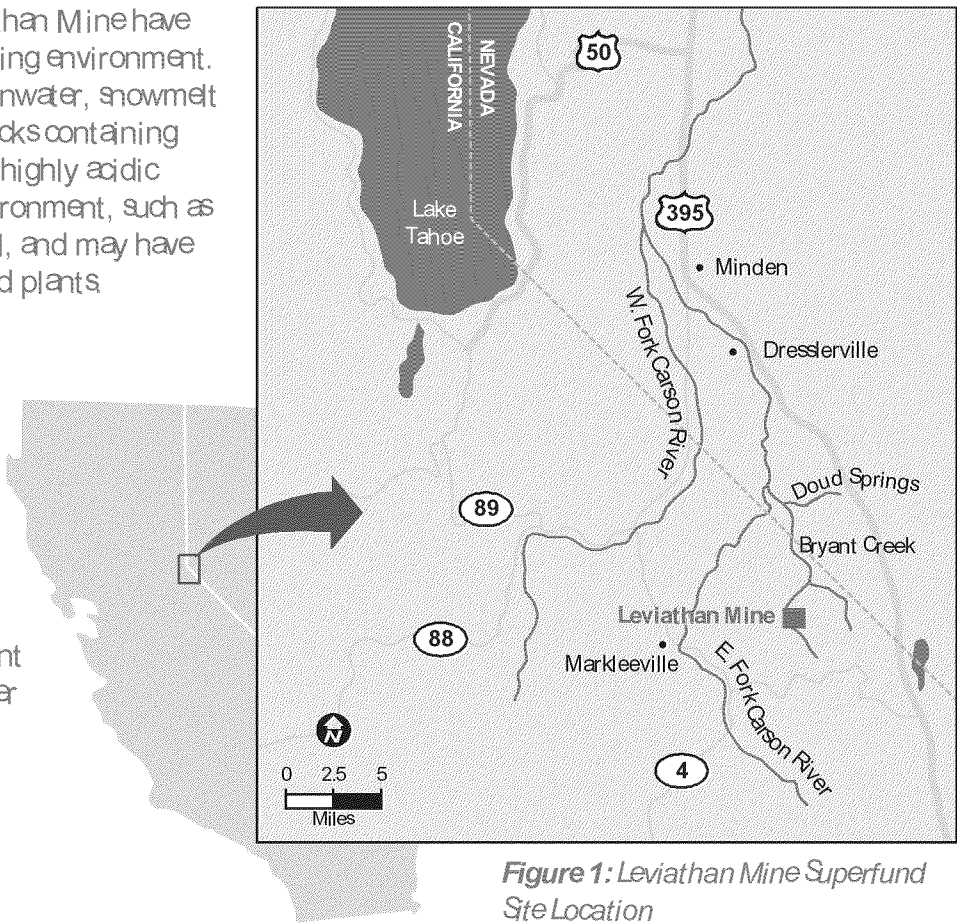 than Mine have
ing environment.
nwater, snowmelt
cks containing
highly acidic
ronment, such as
l, and may have
d plants.
nt
er
CALIFORNIA
NEVADA
50
Lake
Tahoe
395
Minden
W. Fork Carson River
Dresslerville
Doud Springs
89
Bryant Creek
Leviathan Mine
88
Markleeville
E. Fork Carson River
N
4
0 2.5 5
Miles
Figure 1: Leviathan Mine Superfund
Site Location